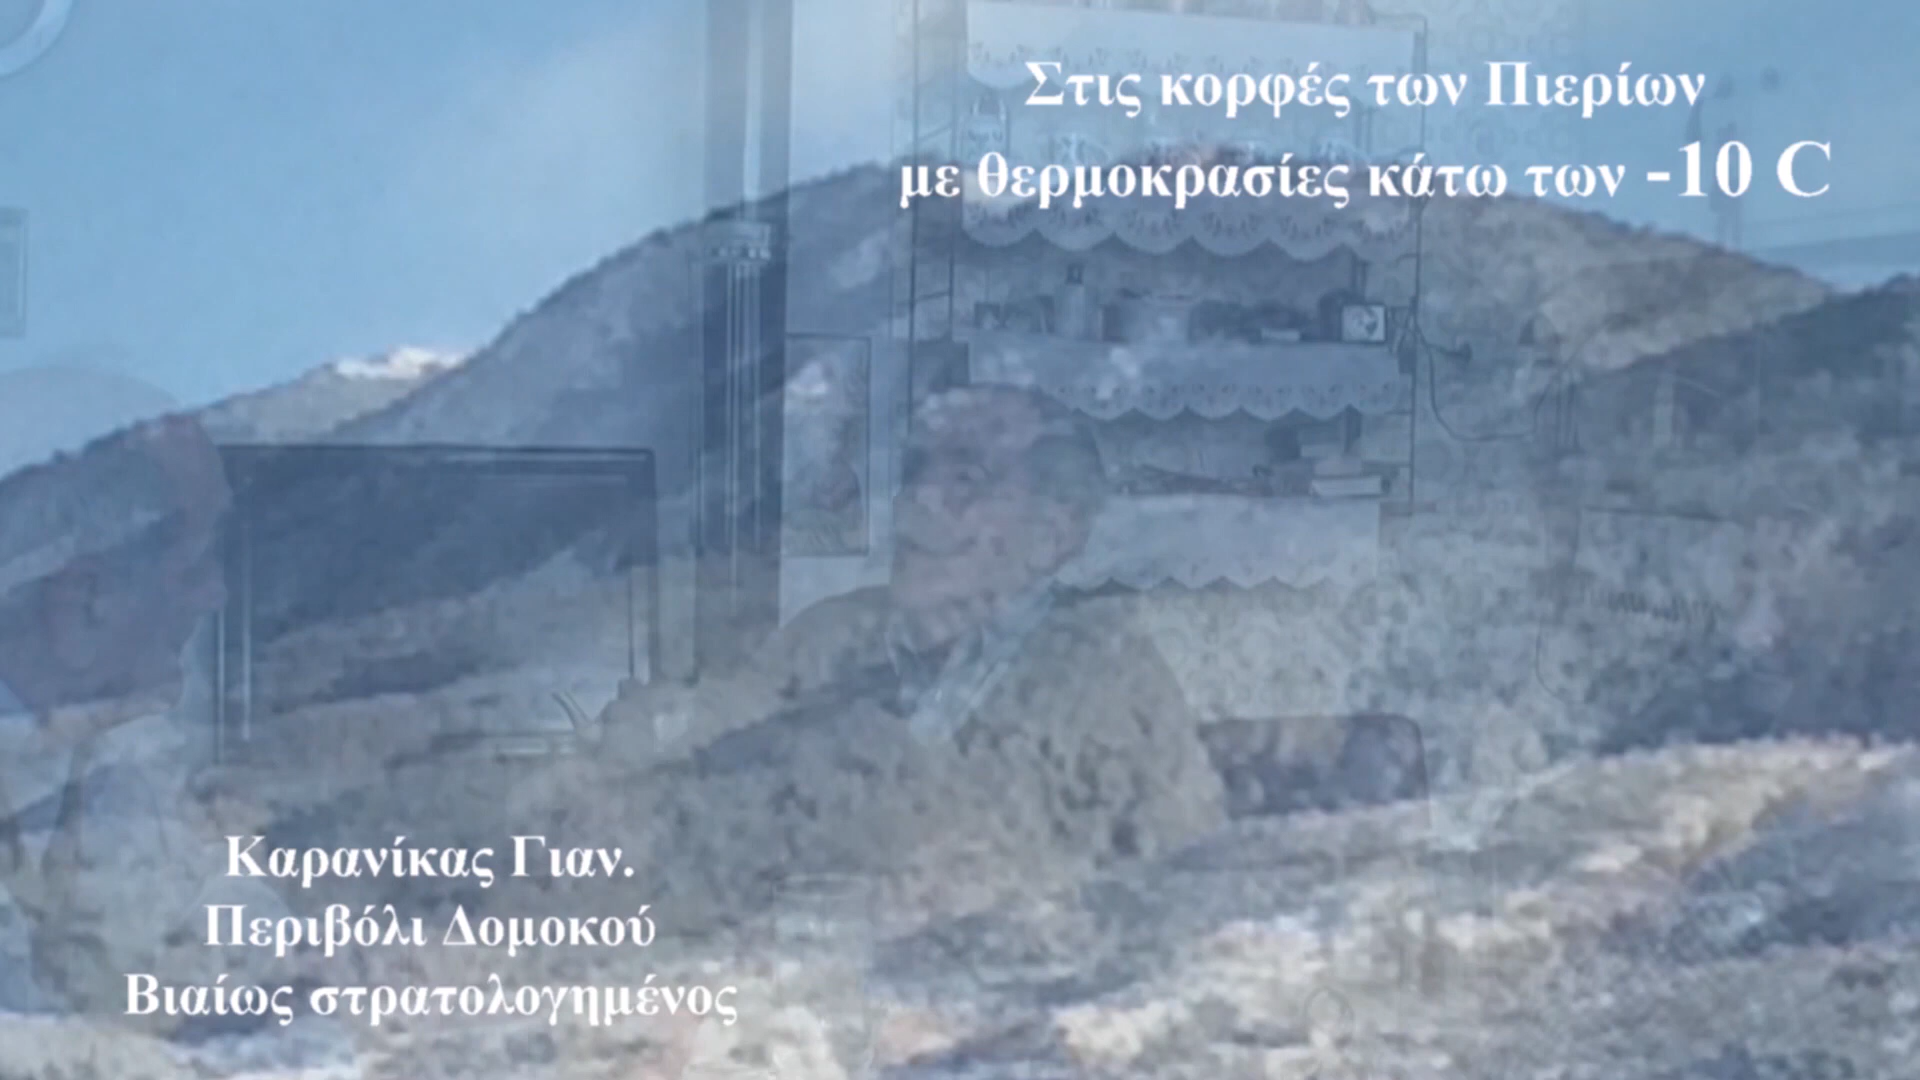 Στις κορφές των Πιερίων
με θερμοκρασίες κάτω των -10 C
Καρανίκας Γιαν.
Περιβόλι Δομοκού
Βιαίως στρατολογημένος